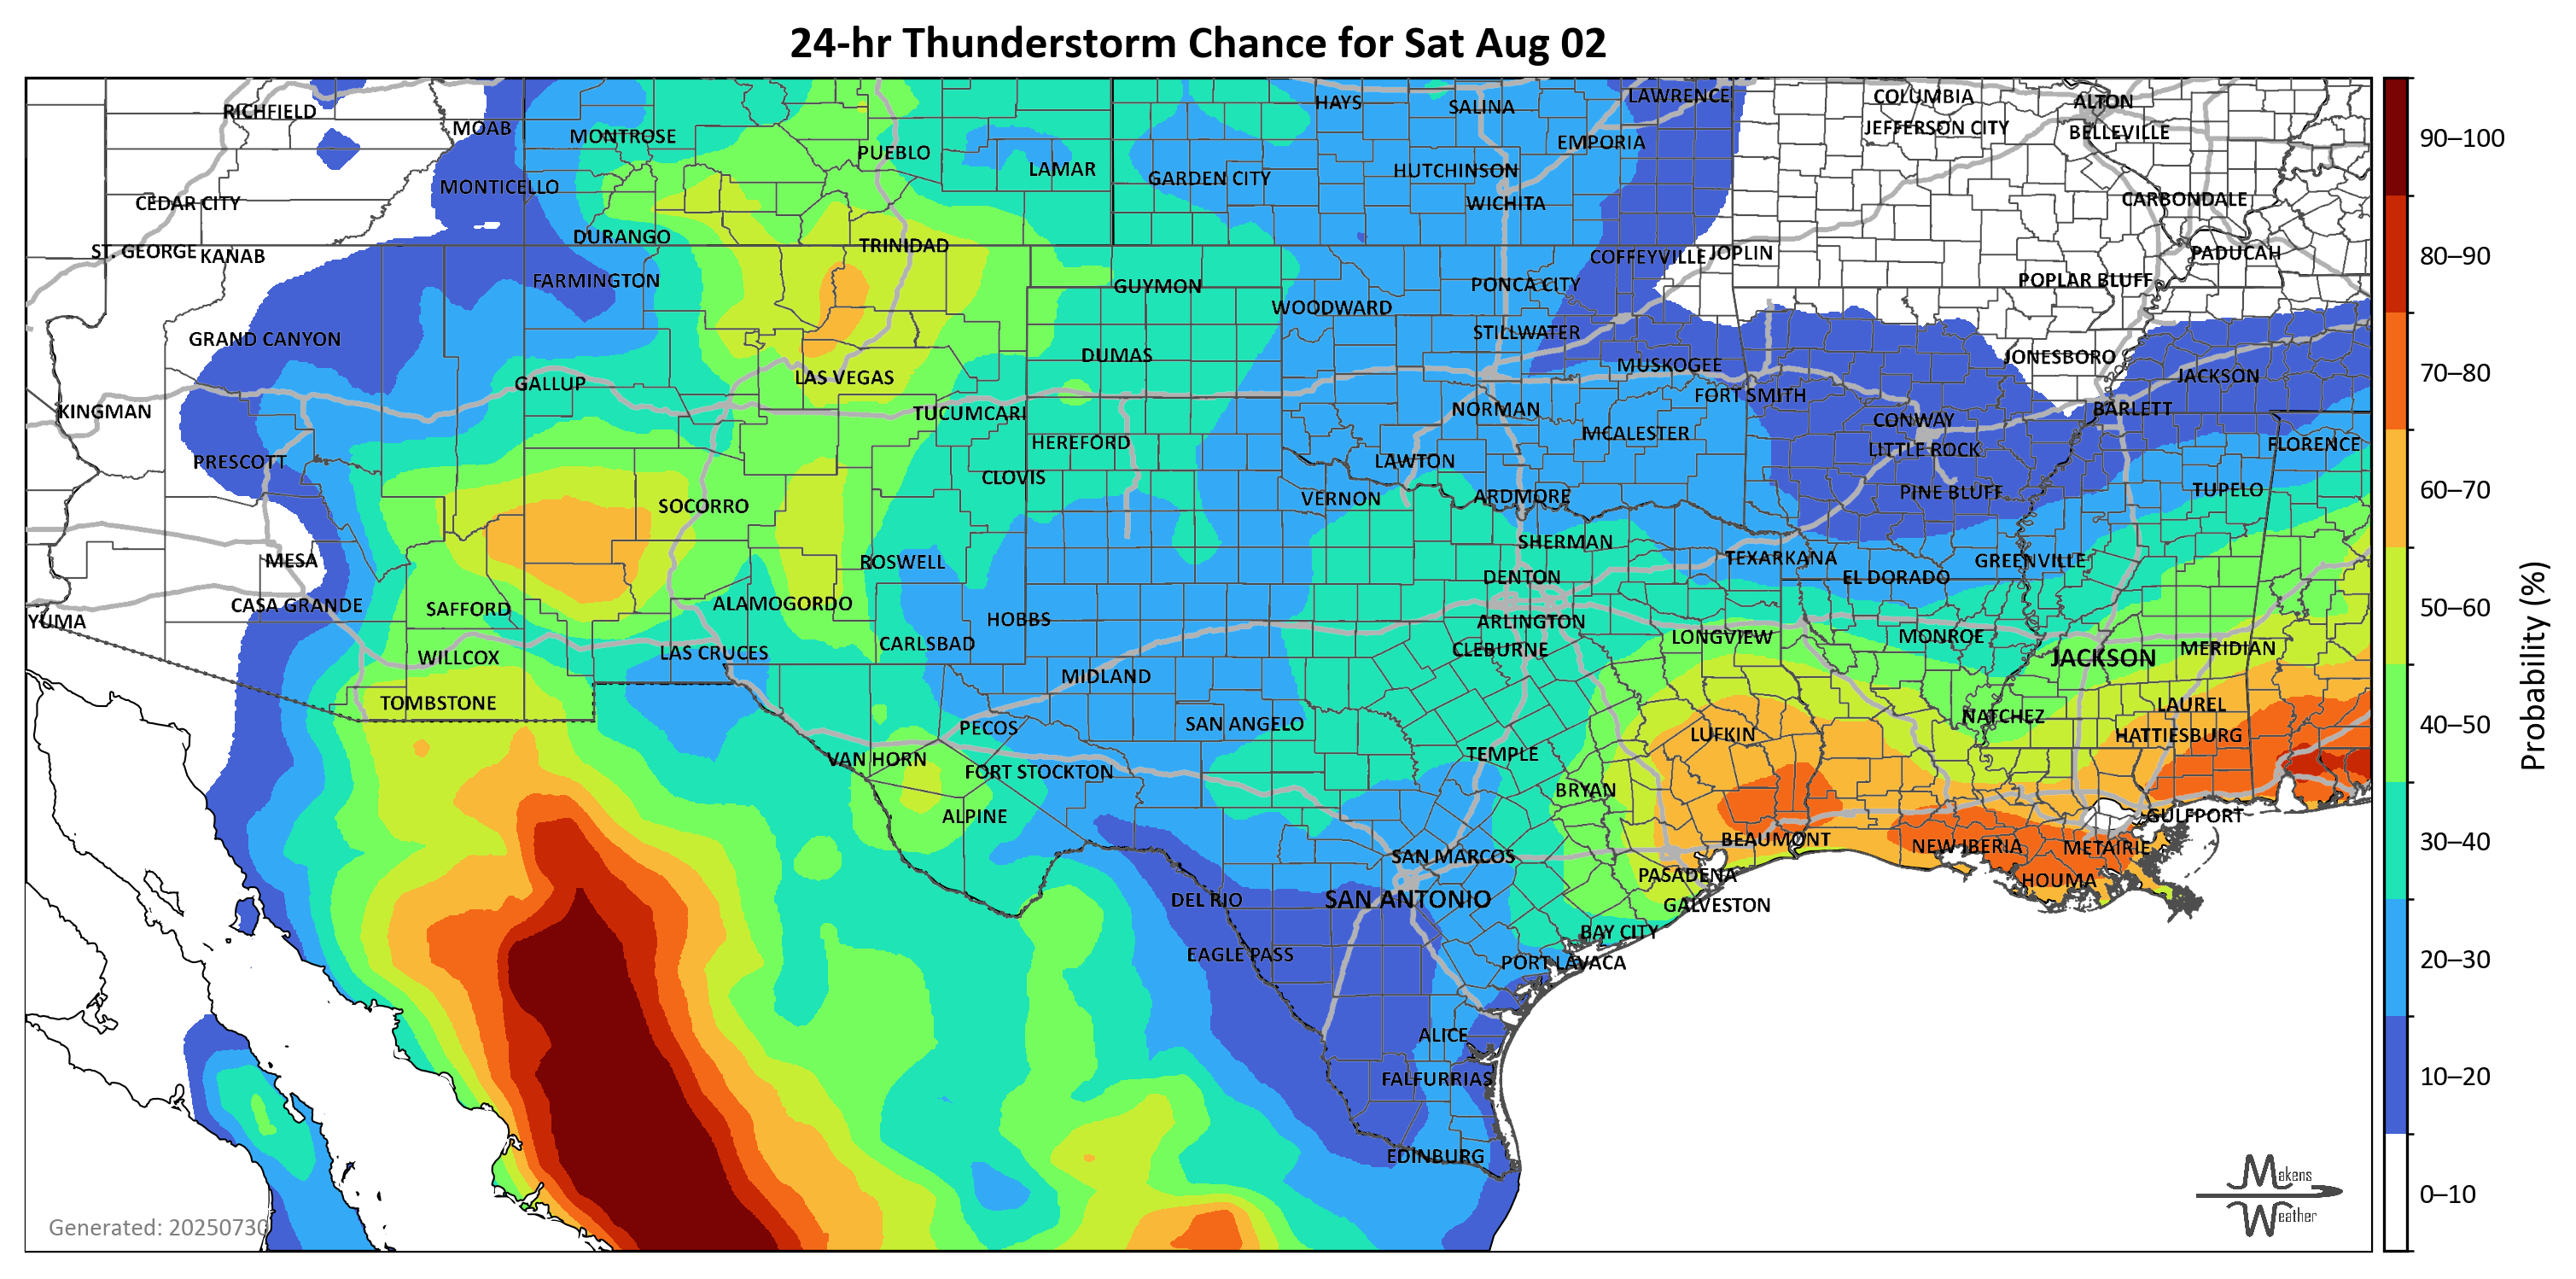 24-hr Thunderstorm Chance for Sat Aug 02
RICHFIELD
MOAB
MONTROSE
PUEBLO
LAMAR
HAYS
SALINA
LAWRENCE
COLUMBIA
ALTON
JEFFERSON CITY
BELLEVILLE
EMPORIA
HUTCHINSON
GARDEN CITY
MONTICELLO
CEDAR CITY
WICHITA
CARBONDALE
DURANGO
TRINIDAD
ST. GEORGE
KANAB
COFFEYVILLE
JOPLIN
PADUCAH
FARMINGTON
GUYMON
PONCA CITY
POPLAR BLUFF
WOODWARD
STILLWATER
GRAND CANYON
DUMAS
MUSKOGEE
JONESBORO
JACKSON
GALLUP
LAS VEGAS
FORT SMITH
KINGMAN
TUCUMCARI
NORMAN
BARLETT
CONWAY
MCALESTER
HEREFORD
LITTLE ROCK
FLORENCE
PRESCOTT
LAWTON
CLOVIS
VERNON
ARDMORE
PINE BLUFF
TUPELO
SOCORRO
SHERMAN
MESA
ROSWELL
TEXARKANA
GREENVILLE
DENTON
EL DORADO
CASA GRANDE
SAFFORD
ALAMOGORDO
HOBBS
YUMA
ARLINGTON
LONGVIEW
MONROE
CARLSBAD
CLEBURNE
LAS CRUCES
WILLCOX
JACKSON
MERIDIAN
MIDLAND
TOMBSTONE
LAUREL
PECOS
SAN ANGELO
NATCHEZ
LUFKIN
HATTIESBURG
VAN HORN
TEMPLE
FORT STOCKTON
BRYAN
ALPINE
GULFPORT
BEAUMONT
NEW IBERIA
METAIRIE
SAN MARCOS
PASADENA
HOUMA
DEL RIO
SAN ANTONIO
GALVESTON
BAY CITY
EAGLE PASS
PORT LAVACA
ALICE
FALFURRIAS
EDINBURG
Generated: 20250730
Makens
Weather
90–100
80–90
70–80
60–70
50–60
40–50
30–40
20–30
10–20
0–10
Probability (%)